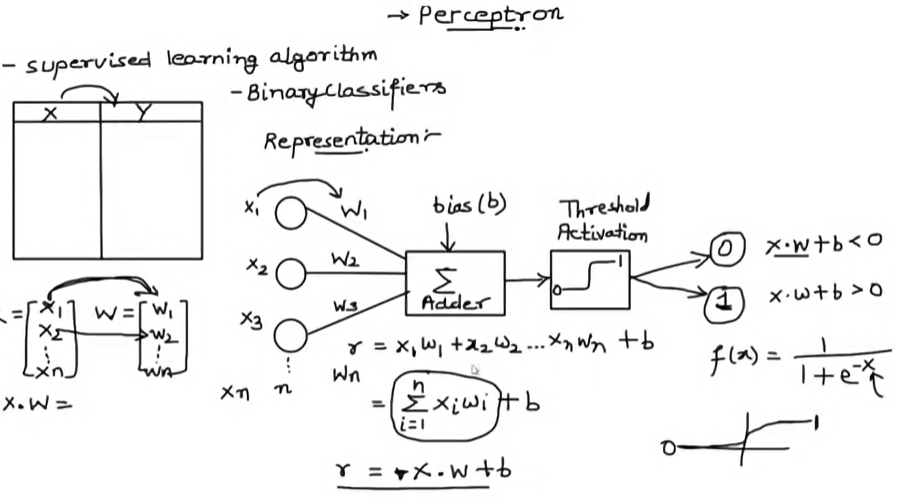 → Perceptron
- supervised learning algorithm
- Binary Classifiers
X Y
Representation:-
x₁ W₁
bias (b)
Threshold
Activation
x₂ W₂
Σ
Adder
0 1
0 x·w+b<0
1 x·w+b>0
x₃ W₃
= [x₁ x₂ ⋮ xn] W = [w₁ w₂ ⋮ wn]
x.W =
xn n Wn
r = x₁w₁ + x₂w₂ ... xnwn + b
= Σ i=1 n xiwi + b
r = x.w + b
f(x) = 1 / 1 + e^-x
0 1